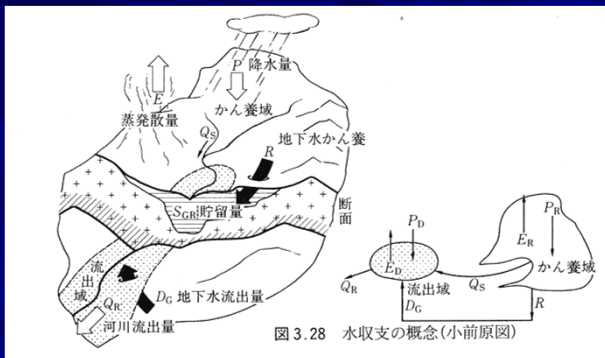 P 降水量
E
蒸発散量
かん養域
QS
地下水かん養
R
SGR 貯留量
断面
流出域
QR
河川流出量
DG 地下水流出量
PD
ED
QR
流出域
DG
QS
PR
ER
かん養域
R
図3.28 水収支の概念(小前原図)